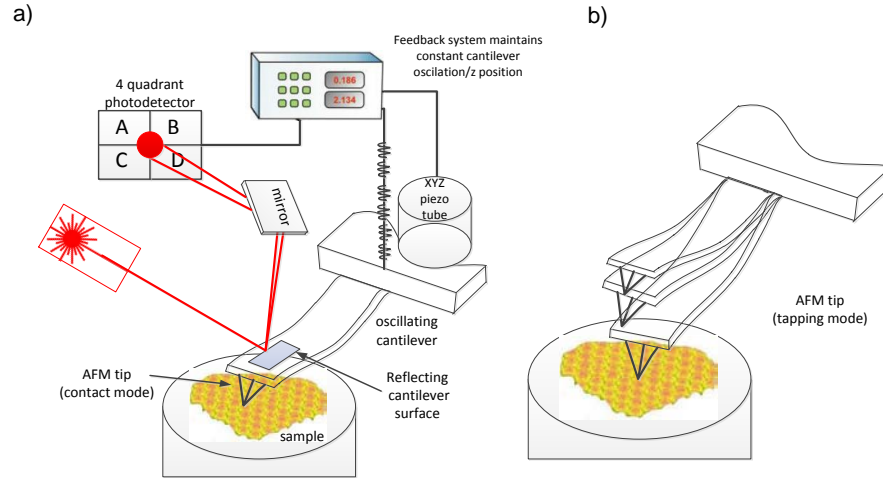 a)
Feedback system maintains
constant cantilever
oscilation/z position
4 quadrant
photodetector
A B
C D
0.186
2.134
mirror
XYZ
piezo
tube
oscillating
cantilever
AFM tip
(contact mode)
Reflecting
cantilever
surface
sample
b)
AFM tip
(tapping mode)